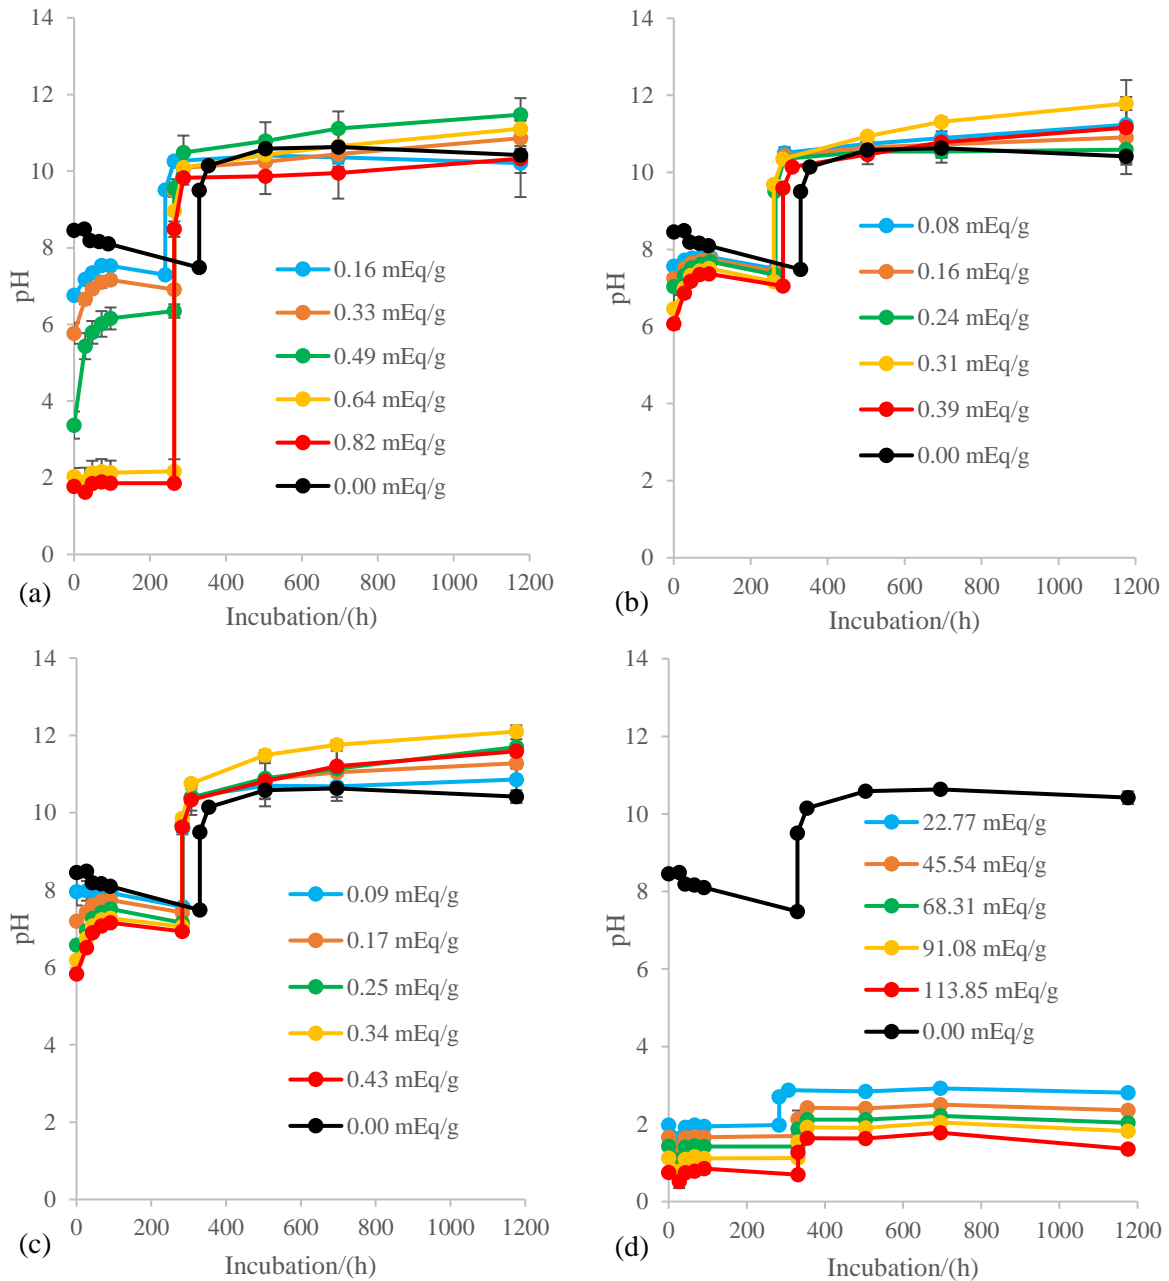 14
12
10
8
6
4
2
0
pH
0.16 mEq/g
0.33 mEq/g
0.49 mEq/g
0.64 mEq/g
0.82 mEq/g
0.00 mEq/g
0 200 400 600 800 1000 1200
(a)
Incubation/(h)
14
12
10
8
6
4
2
0
pH
0.08 mEq/g
0.16 mEq/g
0.24 mEq/g
0.31 mEq/g
0.39 mEq/g
0.00 mEq/g
0 200 400 600 800 1000 1200
(b)
Incubation/(h)
14
12
10
8
6
4
2
0
pH
0.09 mEq/g
0.17 mEq/g
0.25 mEq/g
0.34 mEq/g
0.43 mEq/g
0.00 mEq/g
0 200 400 600 800 1000 1200
(c)
Incubation/(h)
14
12
10
8
6
4
2
0
pH
22.77 mEq/g
45.54 mEq/g
68.31 mEq/g
91.08 mEq/g
113.85 mEq/g
0.00 mEq/g
0 200 400 600 800 1000 1200
(d)
Incubation/(h)